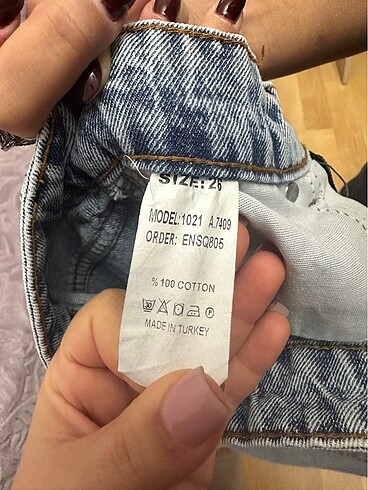 SIZE: 26
MODEL:1021 A.7409
ORDER: ENSQ805
% 100 COTTON
MADE IN TURKEY